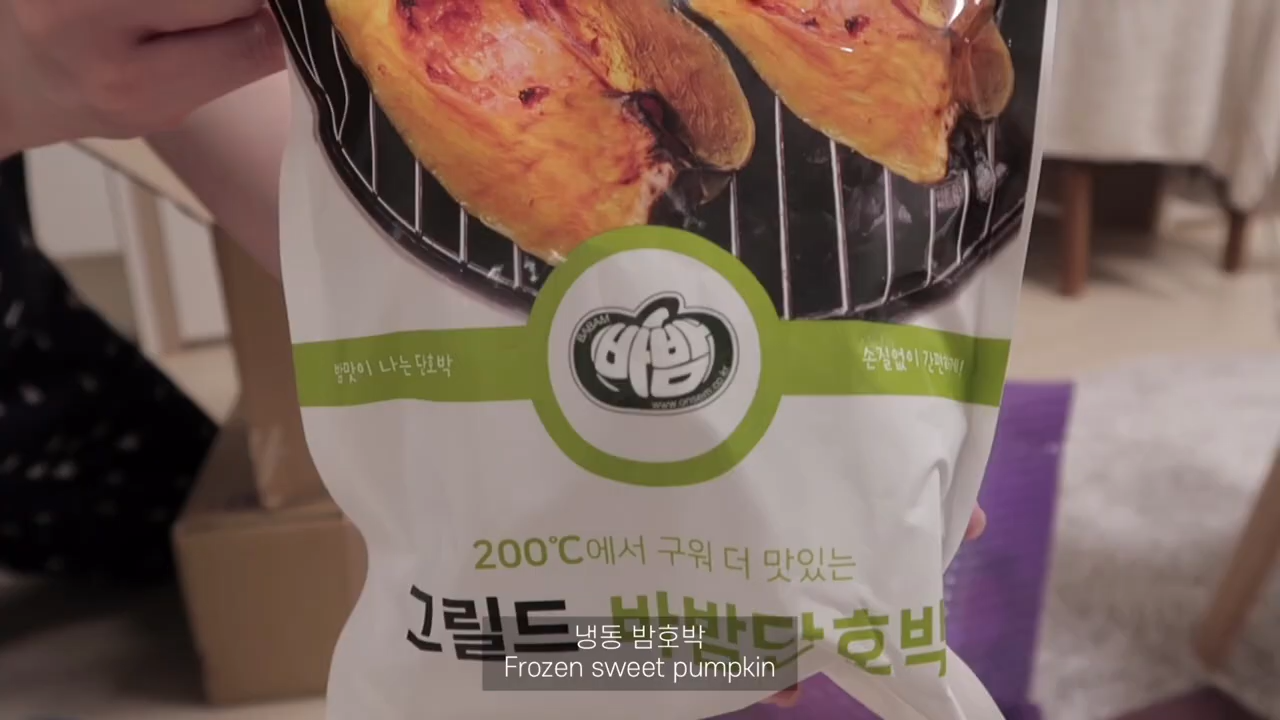 BABAM
바밤
www.onsem.co.kr
밤맛이 나는 단호박
손질없이 간편하게!
200℃에서 구워 더 맛있는
그릴드 바밤단호박
냉동 밤호박
Frozen sweet pumpkin